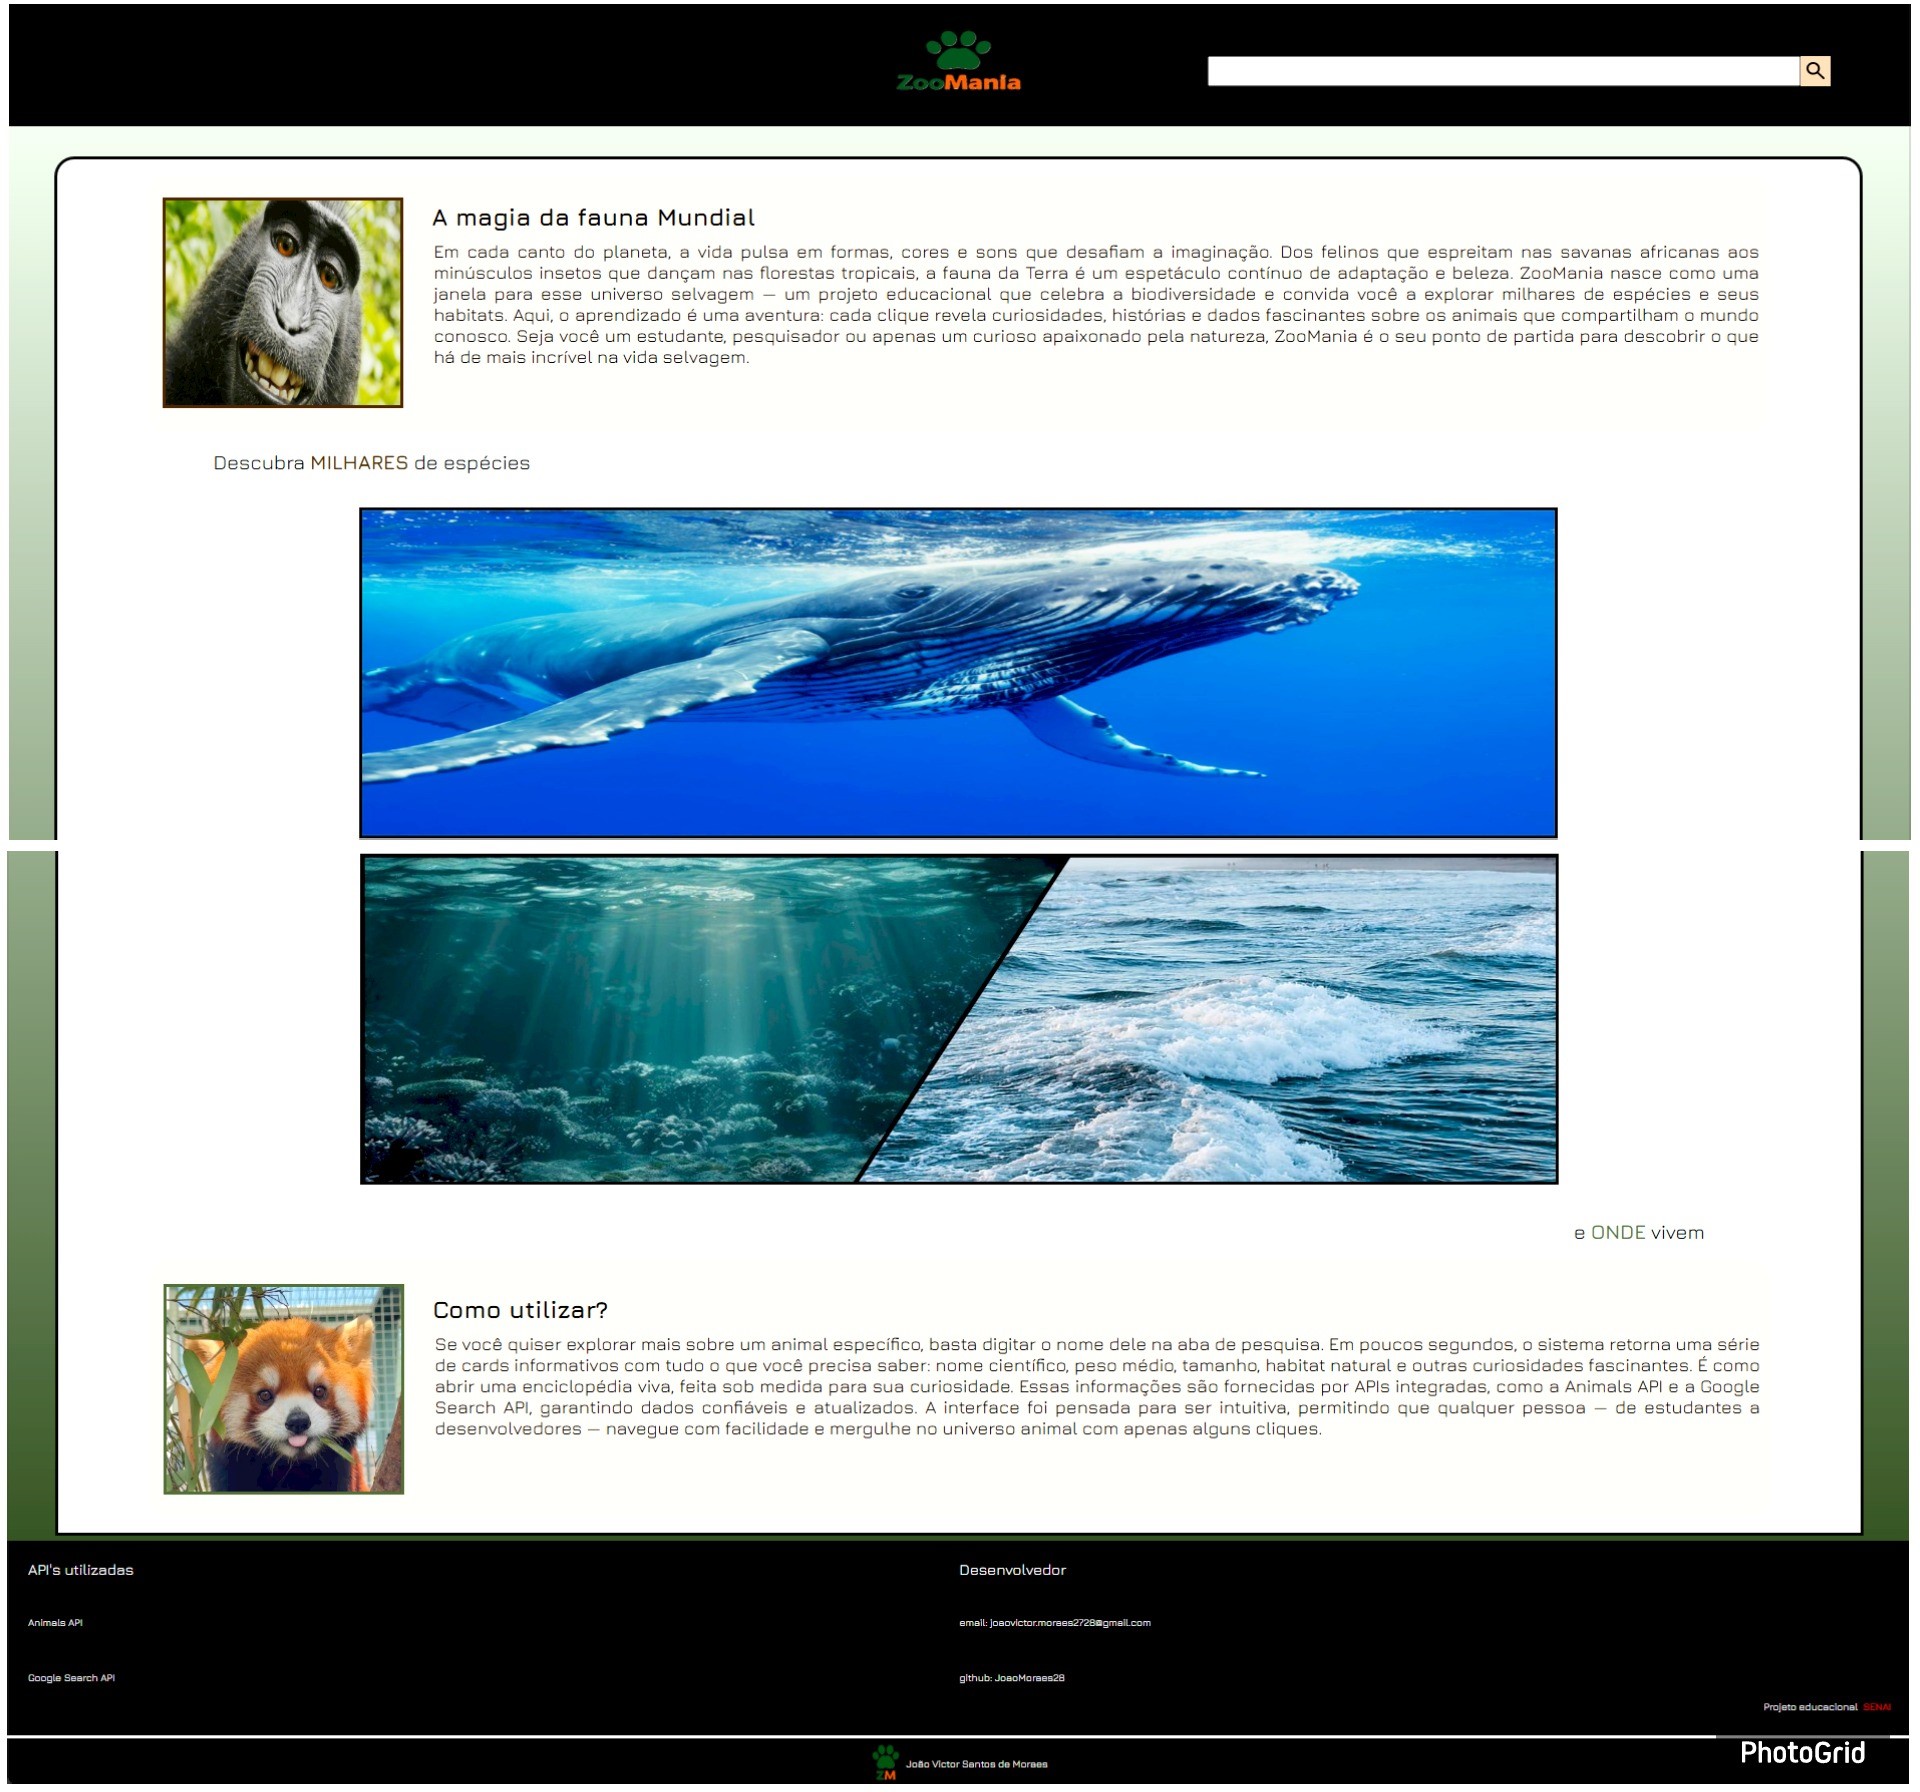 ZooMania
A magia da fauna Mundial
Em cada canto do planeta, a vida pulsa em formas, cores e sons que desafiam a imaginação. Dos felinos que espreitam nas savanas africanas aos
minúsculos insetos que dançam nas florestas tropicais, a fauna da Terra é um espetáculo contínuo de adaptação e beleza. ZooMania nasce como uma
janela para esse universo selvagem — um projeto educacional que celebra a biodiversidade e convida você a explorar milhares de espécies e seus
habitats. Aqui, o aprendizado é uma aventura: cada clique revela curiosidades, histórias e dados fascinantes sobre os animais que compartilham o mundo
conosco. Seja você um estudante, pesquisador ou apenas um curioso apaixonado pela natureza, ZooMania é o seu ponto de partida para descobrir o que
há de mais incrível na vida selvagem.
Descubra MILHARES de espécies
e ONDE vivem
Como utilizar?
Se você quiser explorar mais sobre um animal específico, basta digitar o nome dele na aba de pesquisa. Em poucos segundos, o sistema retorna uma série
de cards informativos com tudo o que você precisa saber: nome científico, peso médio, tamanho, habitat natural e outras curiosidades fascinantes. É como
abrir uma enciclopédia viva, feita sob medida para sua curiosidade. Essas informações são fornecidas por APIs integradas, como a Animals API e a Google
Search API, garantindo dados confiáveis e atualizados. A interface foi pensada para ser intuitiva, permitindo que qualquer pessoa — de estudantes a
desenvolvedores — navegue com facilidade e mergulhe no universo animal com apenas alguns cliques.
API's utilizadas
Animals API
Google Search API
Desenvolvedor
email: joaovictor.moraes2728@gmail.com
github: JoaoMoraes28
Projeto educacional SENAI
ZM
João Victor Santos de Moraes
PhotoGrid